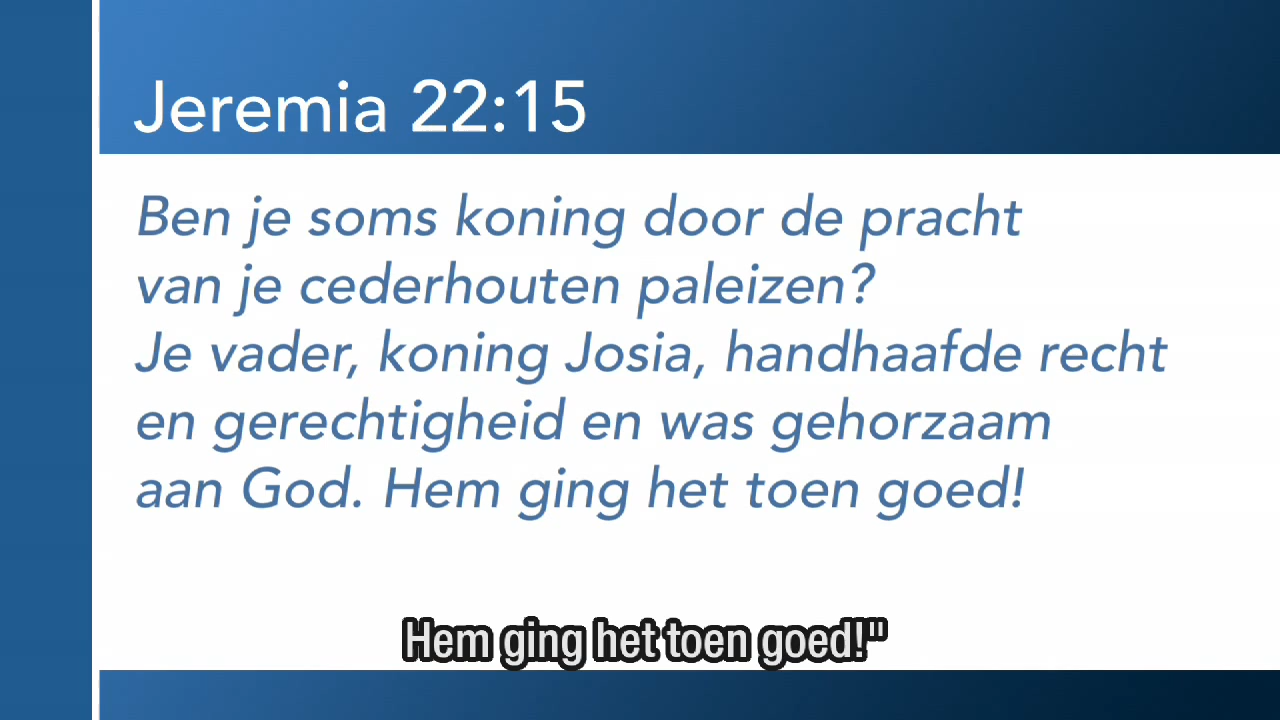 Jeremia 22:15
Ben je soms koning door de pracht
van je cederhouten paleizen?
Je vader, koning Josia, handhaafde recht
en gerechtigheid en was gehorzaam
aan God. Hem ging het toen goed!
Hem ging het toen goed!"